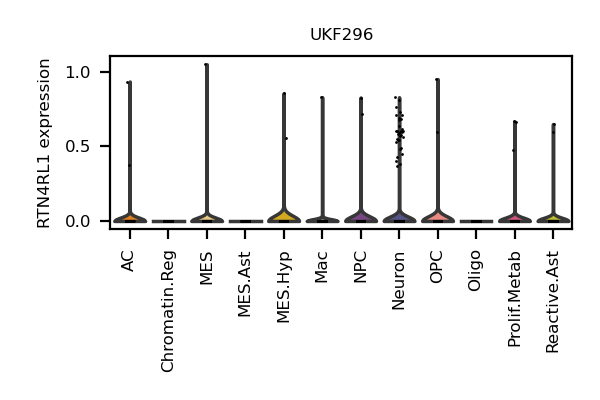 UKF296
RTN4RL1 expression
1.0
0.5
0.0
AC
Chromatin.Reg
MES
MES.Ast
MES.Hyp
Mac
NPC
Neuron
OPC
Oligo
Prolif.Metab
Reactive.Ast